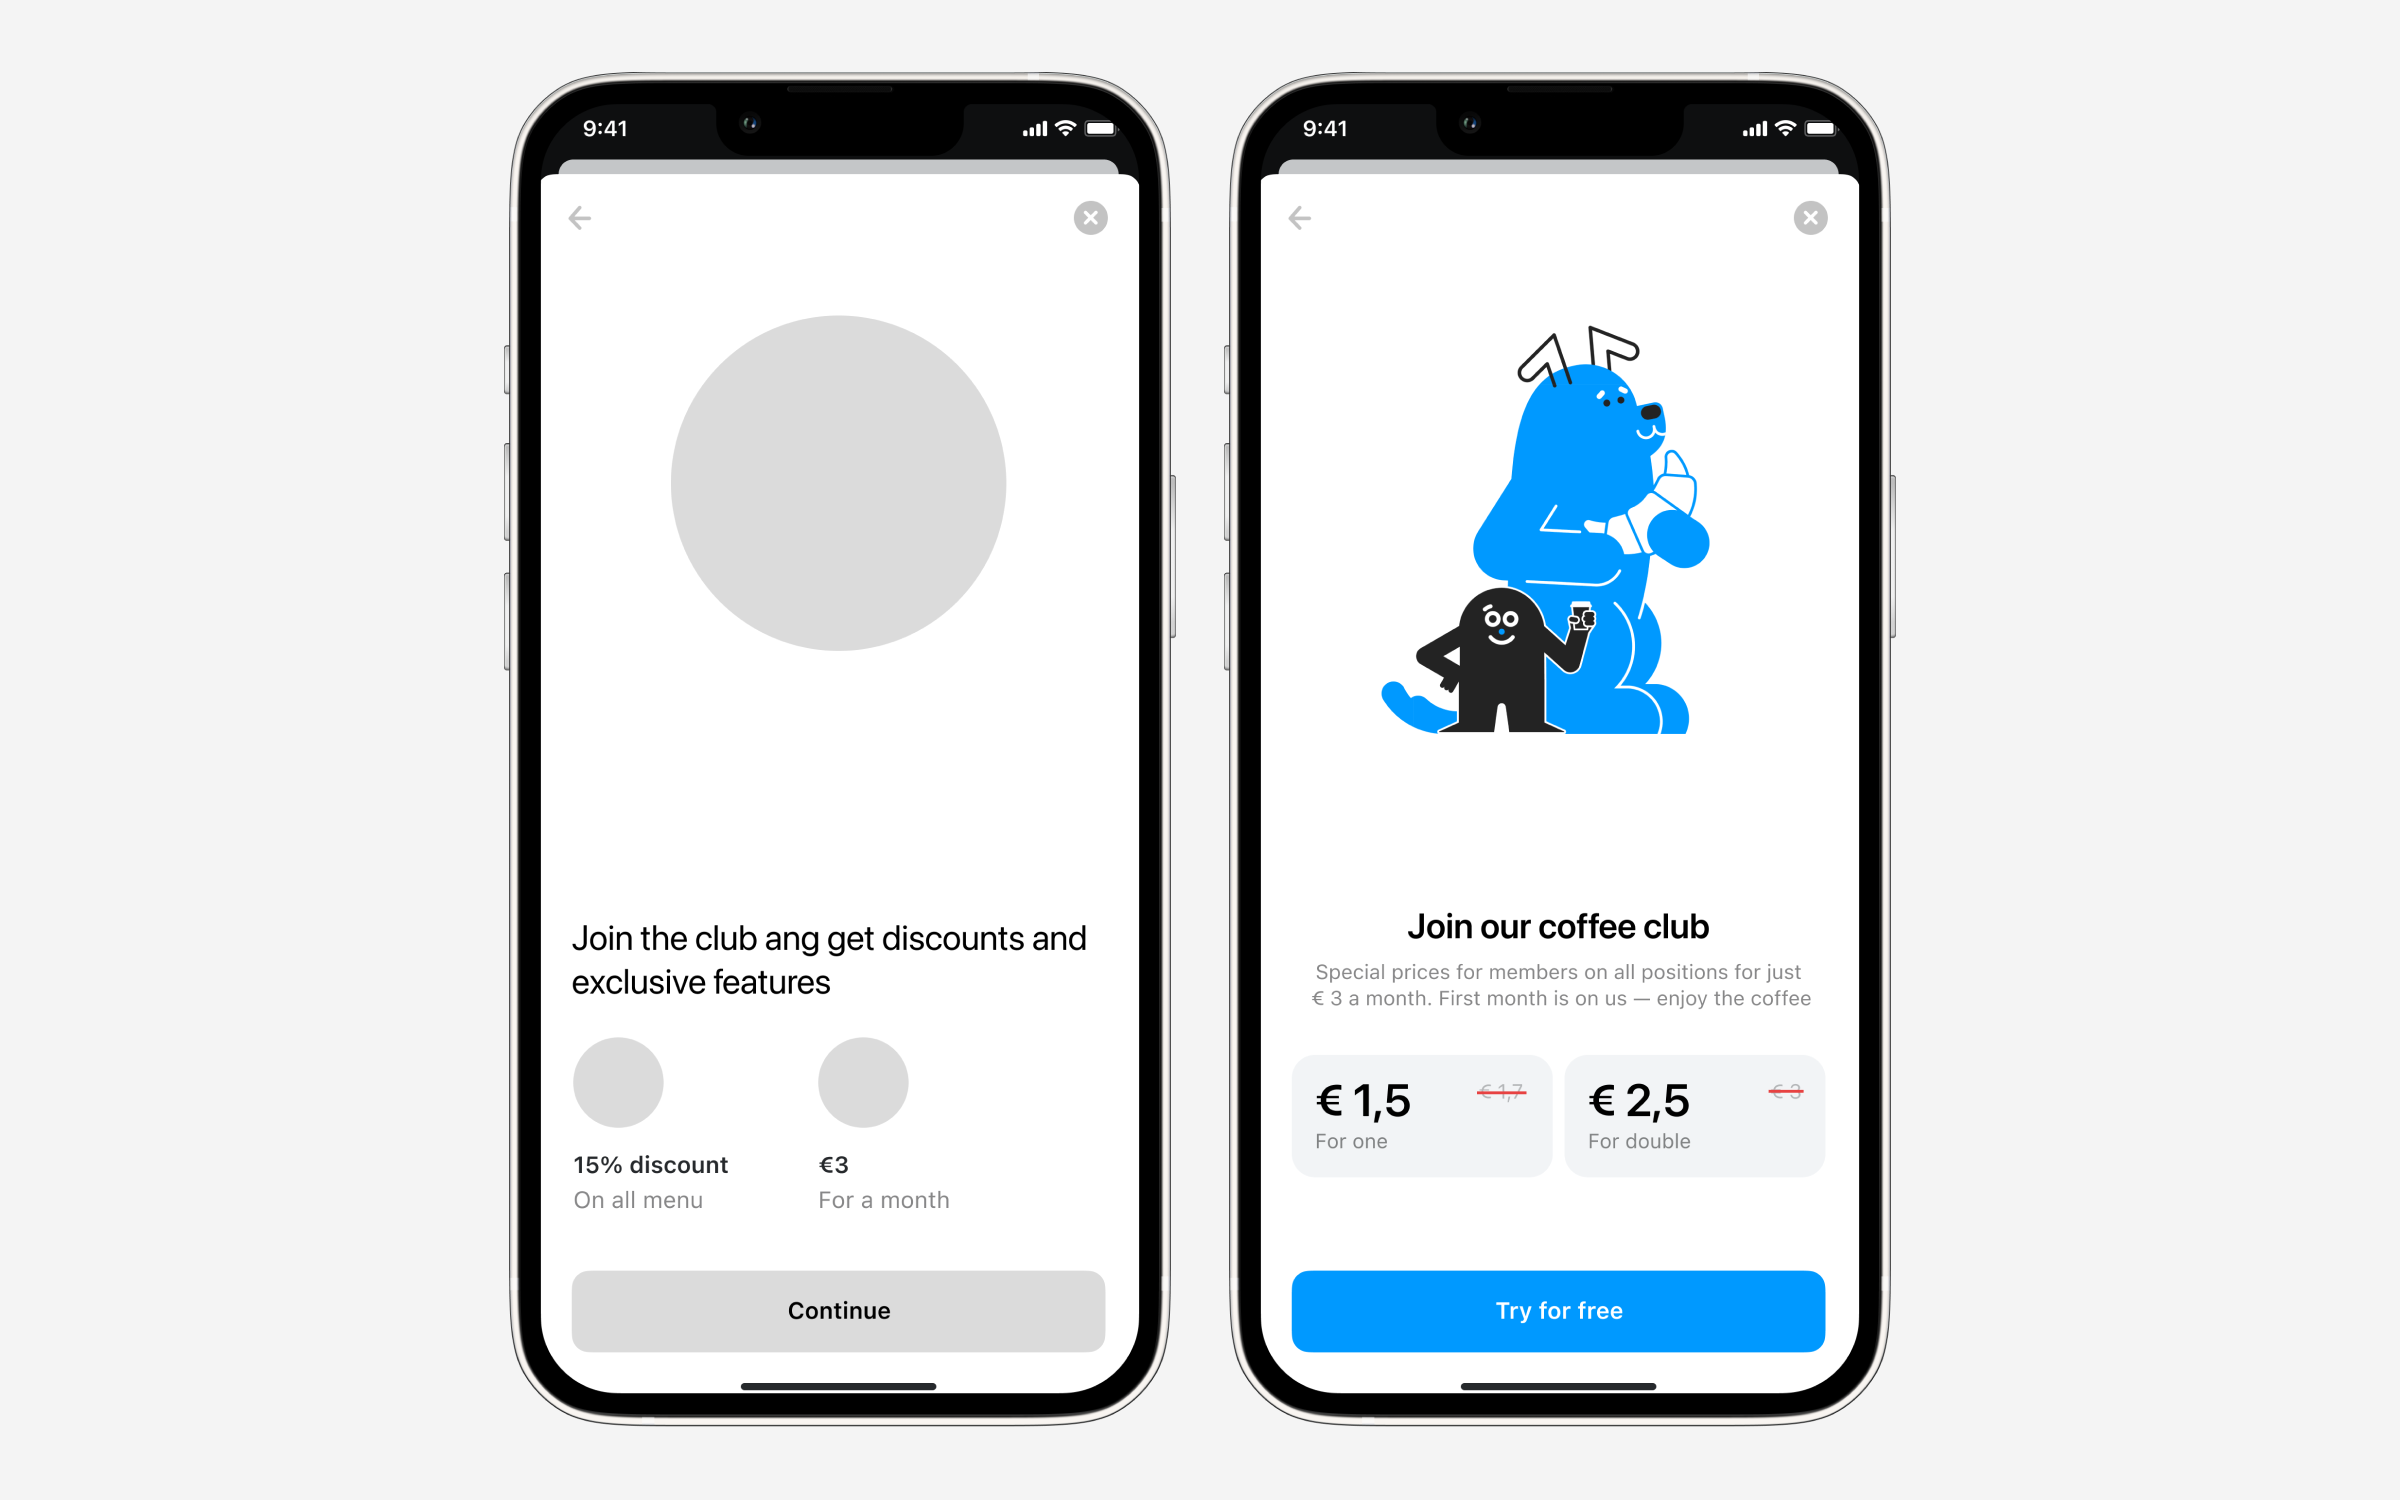 9:41
Join the club ang get discounts and
exclusive features
15% discount
On all menu
€3
For a month
Continue
9:41
Join our coffee club
Special prices for members on all positions for just
€ 3 a month. First month is on us — enjoy the coffee
€ 1,5
€ 1,7
For one
€ 2,5
€ 3
For double
Try for free